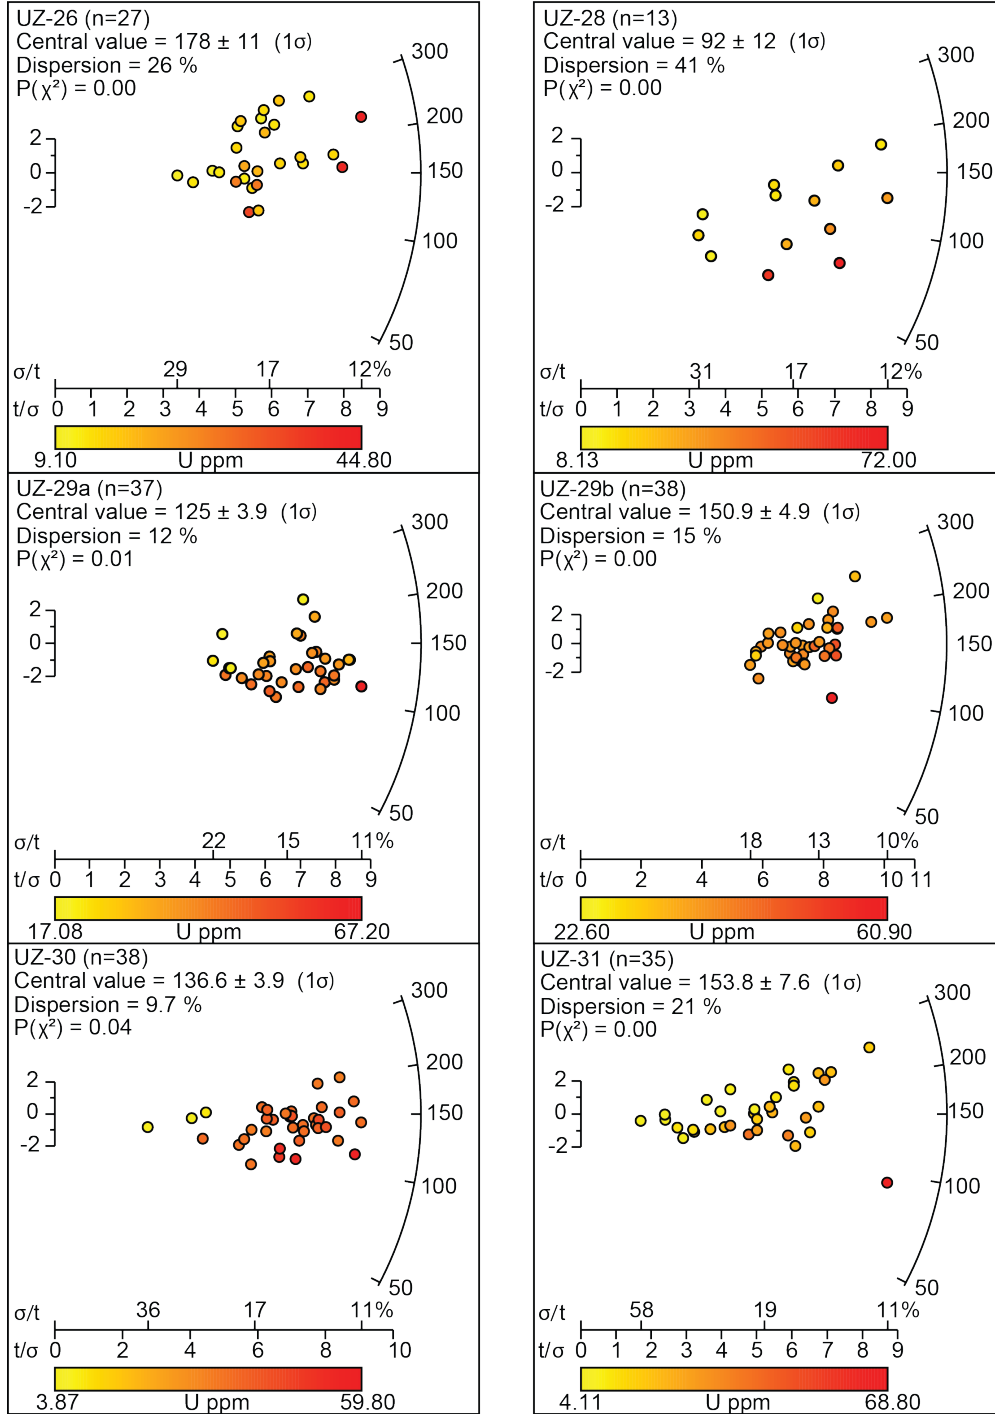 UZ-26 (n=27)
Central value = 178 ± 11 (1σ)
Dispersion = 26 %
P(χ²) = 0.00
300
200
150
100
50
2
0
-2
σ/t 29 17 12%
t/σ 0 1 2 3 4 5 6 7 8 9
9.10 U ppm 44.80
UZ-28 (n=13)
Central value = 92 ± 12 (1σ)
Dispersion = 41 %
P(χ²) = 0.00
300
200
150
100
50
2
0
-2
σ/t 31 17 12%
t/σ 0 1 2 3 4 5 6 7 8 9
8.13 U ppm 72.00
UZ-29a (n=37)
Central value = 125 ± 3.9 (1σ)
Dispersion = 12 %
P(χ²) = 0.01
300
200
150
100
50
2
0
-2
σ/t 22 15 11%
t/σ 0 1 2 3 4 5 6 7 8 9
17.08 U ppm 67.20
UZ-29b (n=38)
Central value = 150.9 ± 4.9 (1σ)
Dispersion = 15 %
P(χ²) = 0.00
300
200
150
100
50
2
0
-2
σ/t 18 13 10%
t/σ 0 2 4 6 8 10 11
22.60 U ppm 60.90
UZ-30 (n=38)
Central value = 136.6 ± 3.9 (1σ)
Dispersion = 9.7 %
P(χ²) = 0.04
300
200
150
100
50
2
0
-2
σ/t 36 17 11%
t/σ 0 2 4 6 8 10
3.87 U ppm 59.80
UZ-31 (n=35)
Central value = 153.8 ± 7.6 (1σ)
Dispersion = 21 %
P(χ²) = 0.00
300
200
150
100
50
2
0
-2
σ/t 58 19 11%
t/σ 0 1 2 3 4 5 6 7 8 9
4.11 U ppm 68.80